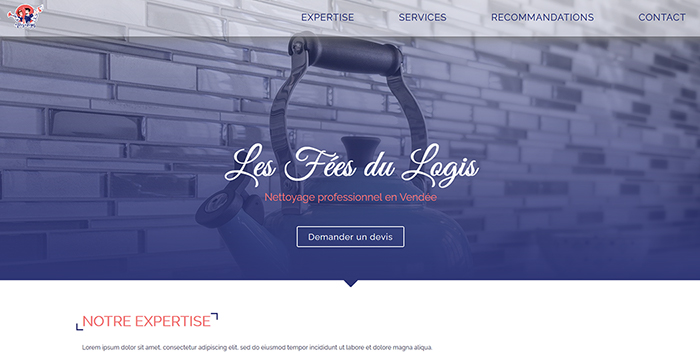 EXPERTISE SERVICES RECOMMANDATIONS CONTACT
Les Fées du Logis
Nettoyage professionnel en Vendée
Demander un devis
NOTRE EXPERTISE
Lorem ipsum dolor sit amet, consectetur adipiscing elit, sed do eiusmod tempor incididunt ut labore et dolore magna aliqua.